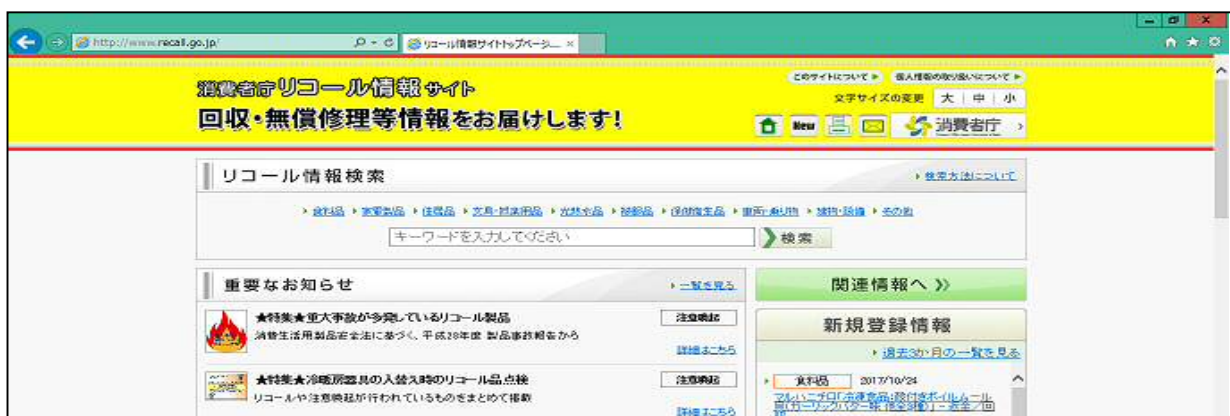 http://www.recall.go.jp/
リコール情報サイトトップページ...
このサイトについて
個人情報の取り扱いについて
消費者庁リコール情報サイト
文字サイズの変更 大 中 小
回収・無償修理等情報をお届けします!
New
消費者庁
リコール情報検索
検索方法について
食料品 家電製品 住居品 文具・娯楽用品 光熱水品 被服品 保健衛生品 車両・乗り物 建物・設備 その他
キーワードを入力してください
検索
重要なお知らせ
一覧を見る
★特集★重大事故が多発しているリコール製品
注意喚起
消費生活用製品安全法に基づく、平成28年度 製品事故報告から
詳細はこちら
★特集★冷暖房器具の入替え時のリコール品点検
注意喚起
リコールや注意喚起が行われているものをまとめて掲載
詳細はこちら
関連情報へ
新規登録情報
過去3か月の一覧を見る
食料品 2017/10/24